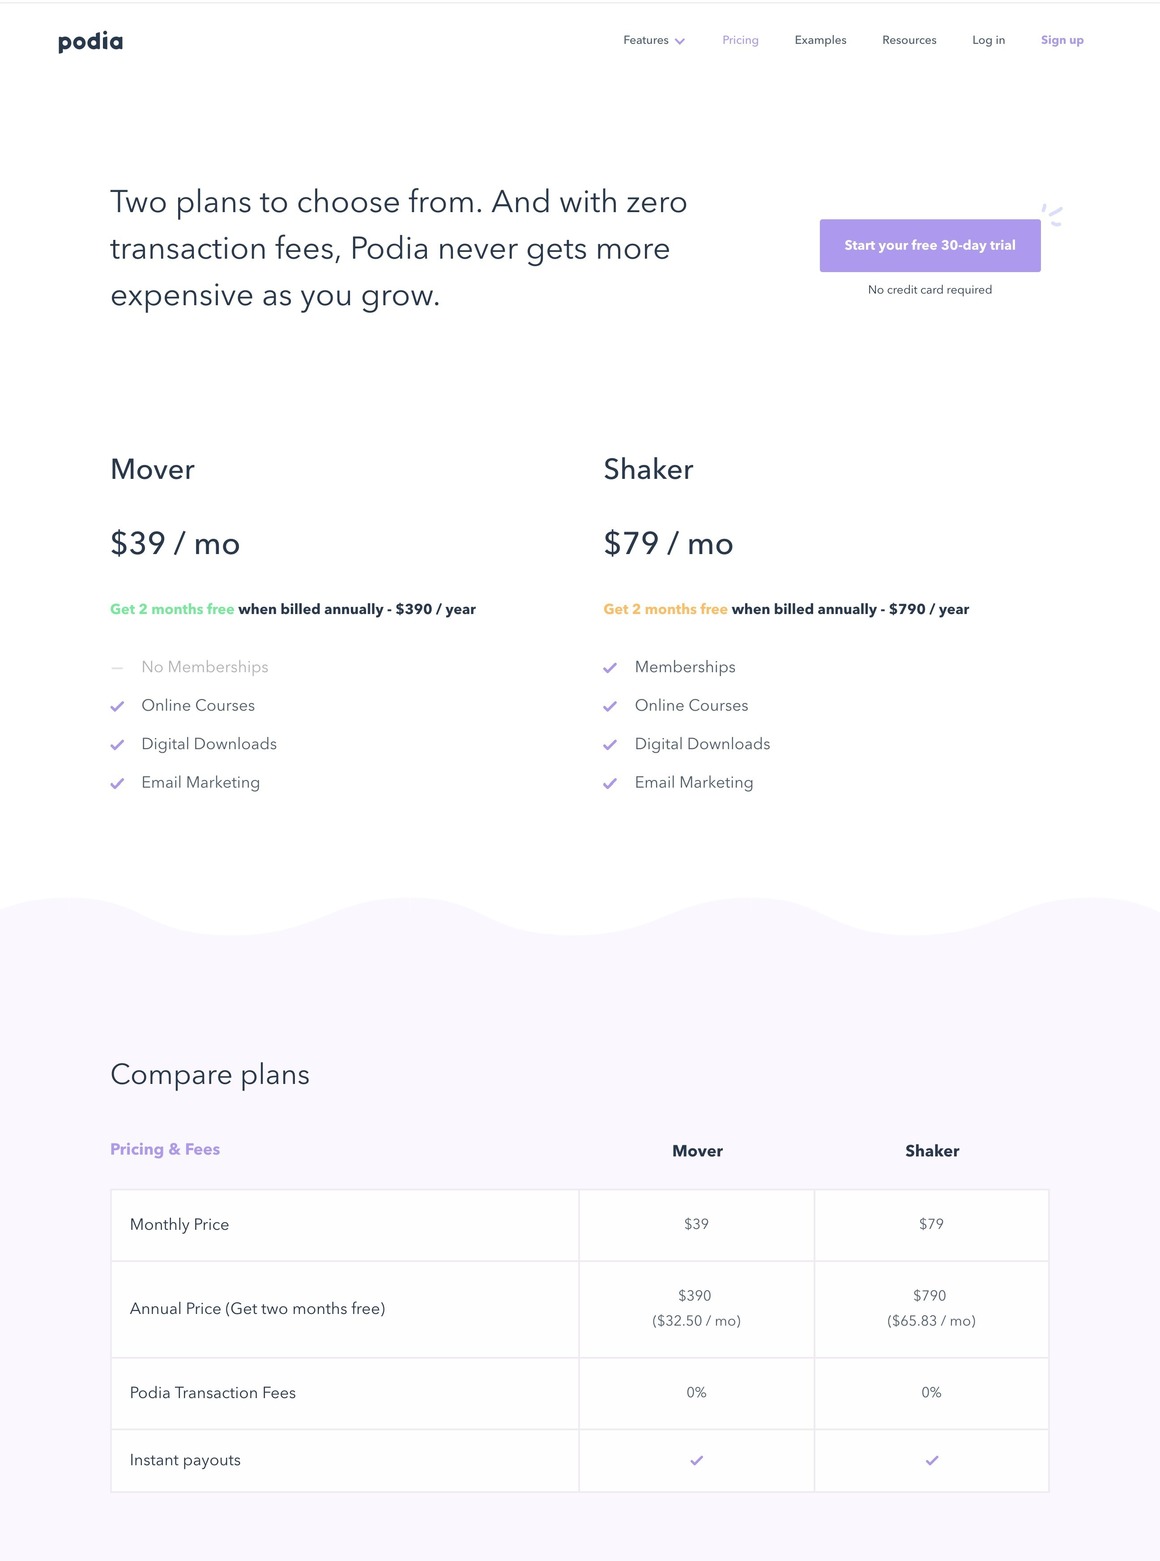 podia
Features
Pricing
Examples
Resources
Log in
Sign up
Two plans to choose from. And with zero
transaction fees, Podia never gets more
expensive as you grow.
Start your free 30-day trial
No credit card required
Mover
$39 / mo
Get 2 months free when billed annually - $390 / year
No Memberships
Online Courses
Digital Downloads
Email Marketing
Shaker
$79 / mo
Get 2 months free when billed annually - $790 / year
Memberships
Online Courses
Digital Downloads
Email Marketing
Compare plans
Pricing & Fees
Mover
Shaker
Monthly Price
$39
$79
Annual Price (Get two months free)
$390
($32.50 / mo)
$790
($65.83 / mo)
Podia Transaction Fees
0%
0%
Instant payouts